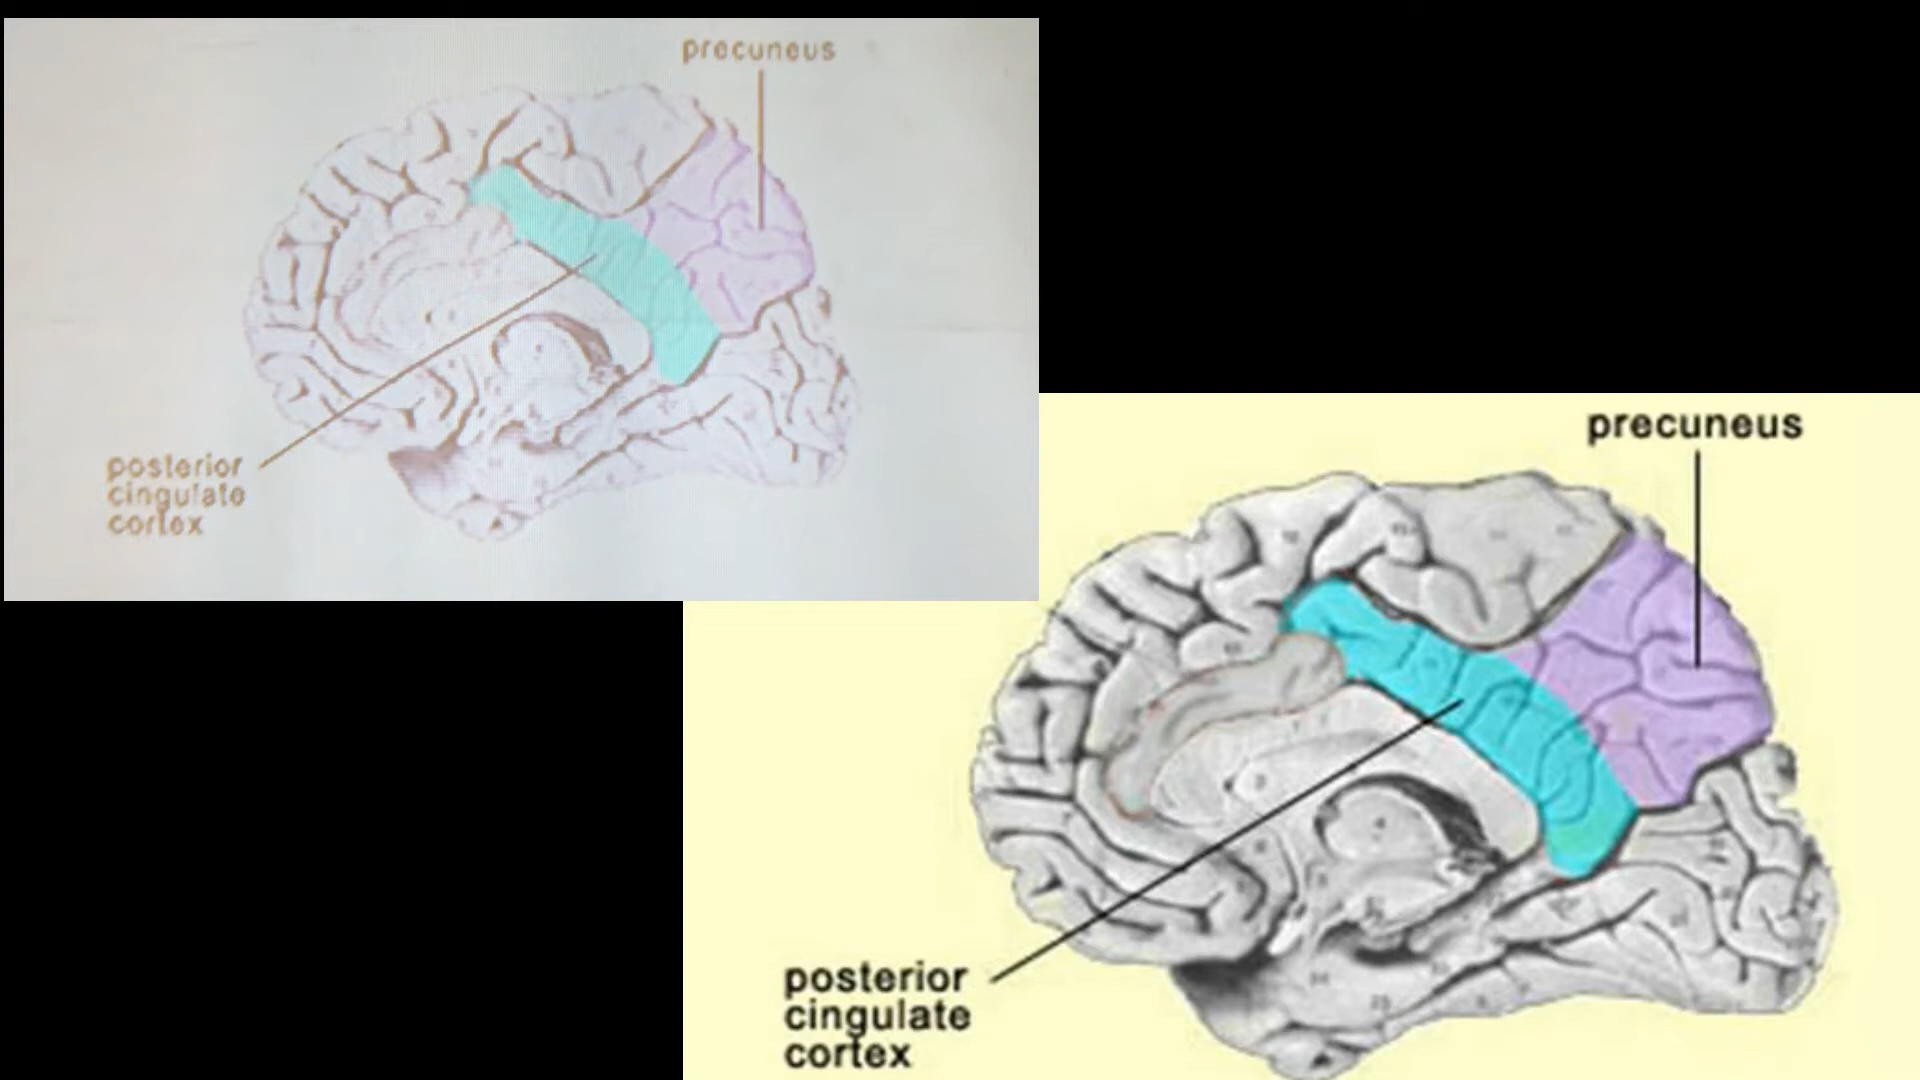 precuneus
posterior
cingulate
cortex
precuneus
posterior
cingulate
cortex